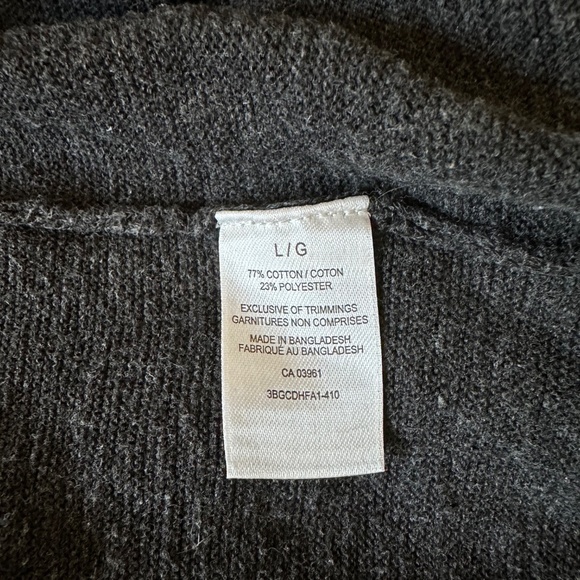 L / G
77% COTTON / COTON
23% POLYESTER
EXCLUSIVE OF TRIMMINGS
GARNITURES NON COMPRISES
MADE IN BANGLADESH
FABRIQUÉ AU BANGLADESH
CA 03961
3BGCDHFA1-410